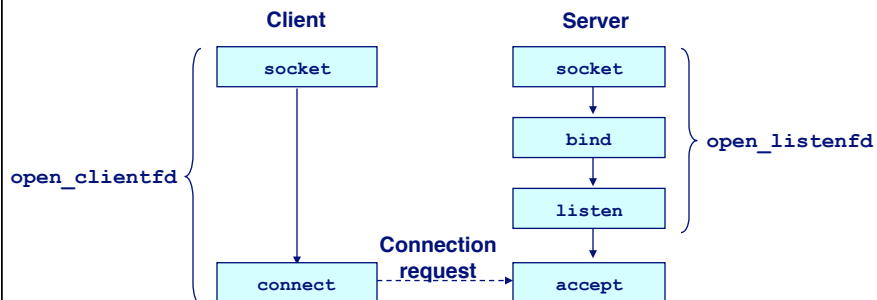 Client
Server
socket
socket
bind
open_listenfd
open_clientfd
listen
Connection
request
connect
accept